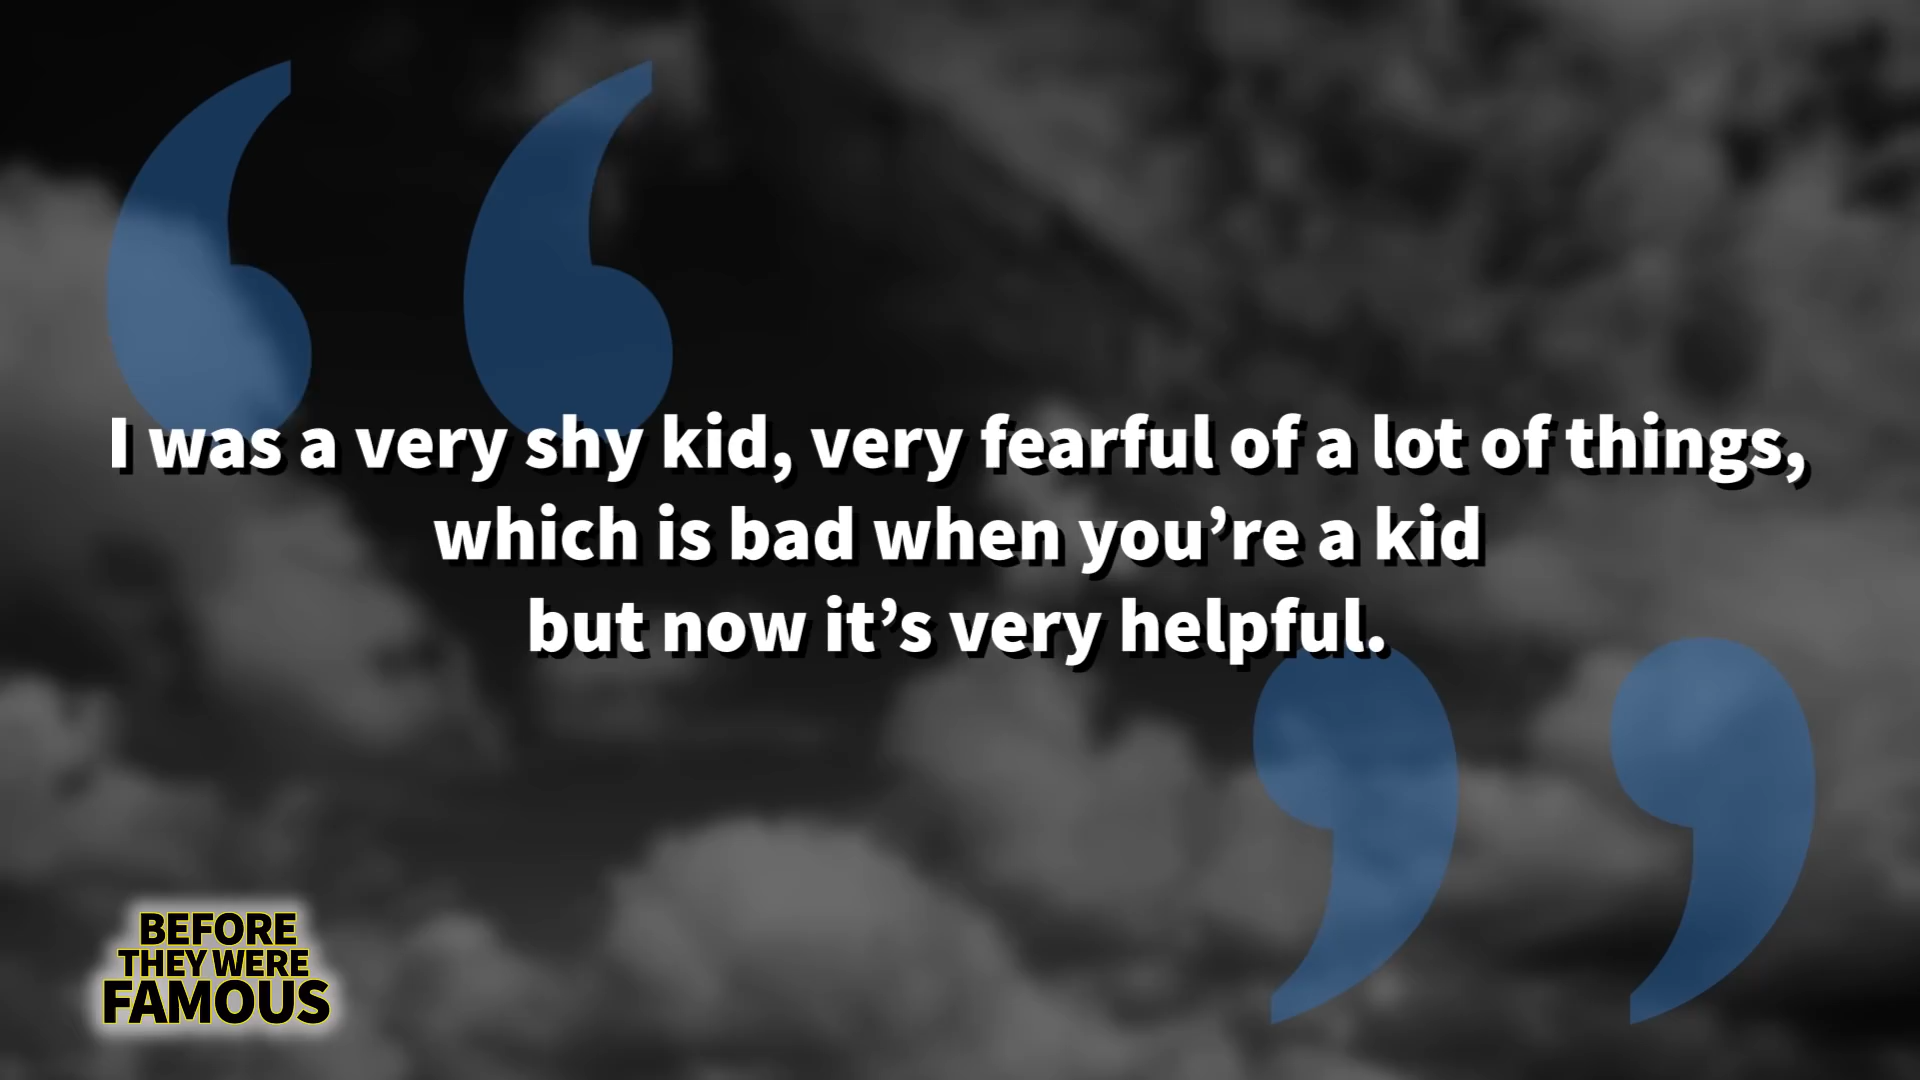 I was a very shy kid, very fearful of a lot of things,
which is bad when you’re a kid
but now it’s very helpful.
BEFORE
THEY WERE
FAMOUS